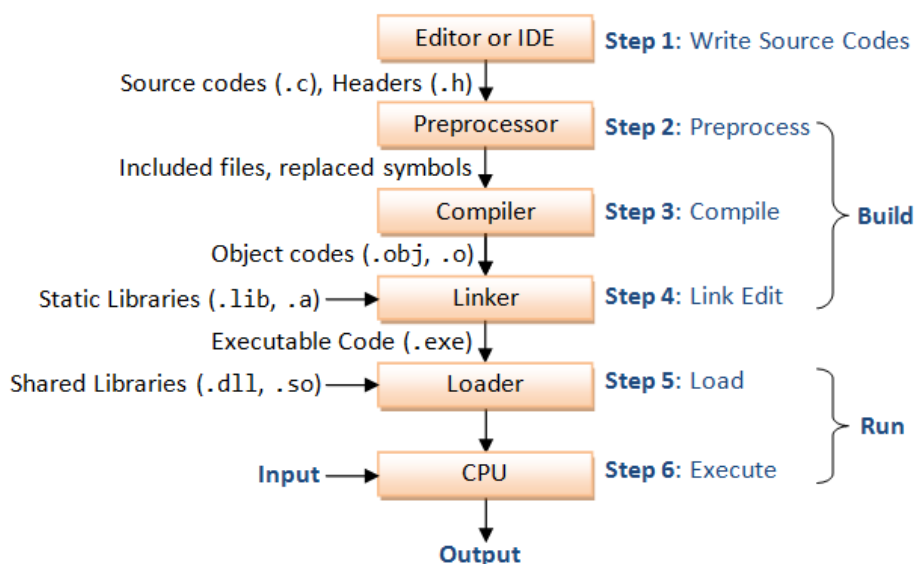 Editor or IDE
Step 1: Write Source Codes
Source codes (.c), Headers (.h)
Preprocessor
Step 2: Preprocess
Included files, replaced symbols
Compiler
Step 3: Compile
Build
Object codes (.obj, .o)
Static Libraries (.lib, .a)
Linker
Step 4: Link Edit
Executable Code (.exe)
Shared Libraries (.dll, .so)
Loader
Step 5: Load
Run
Input
CPU
Step 6: Execute
Output